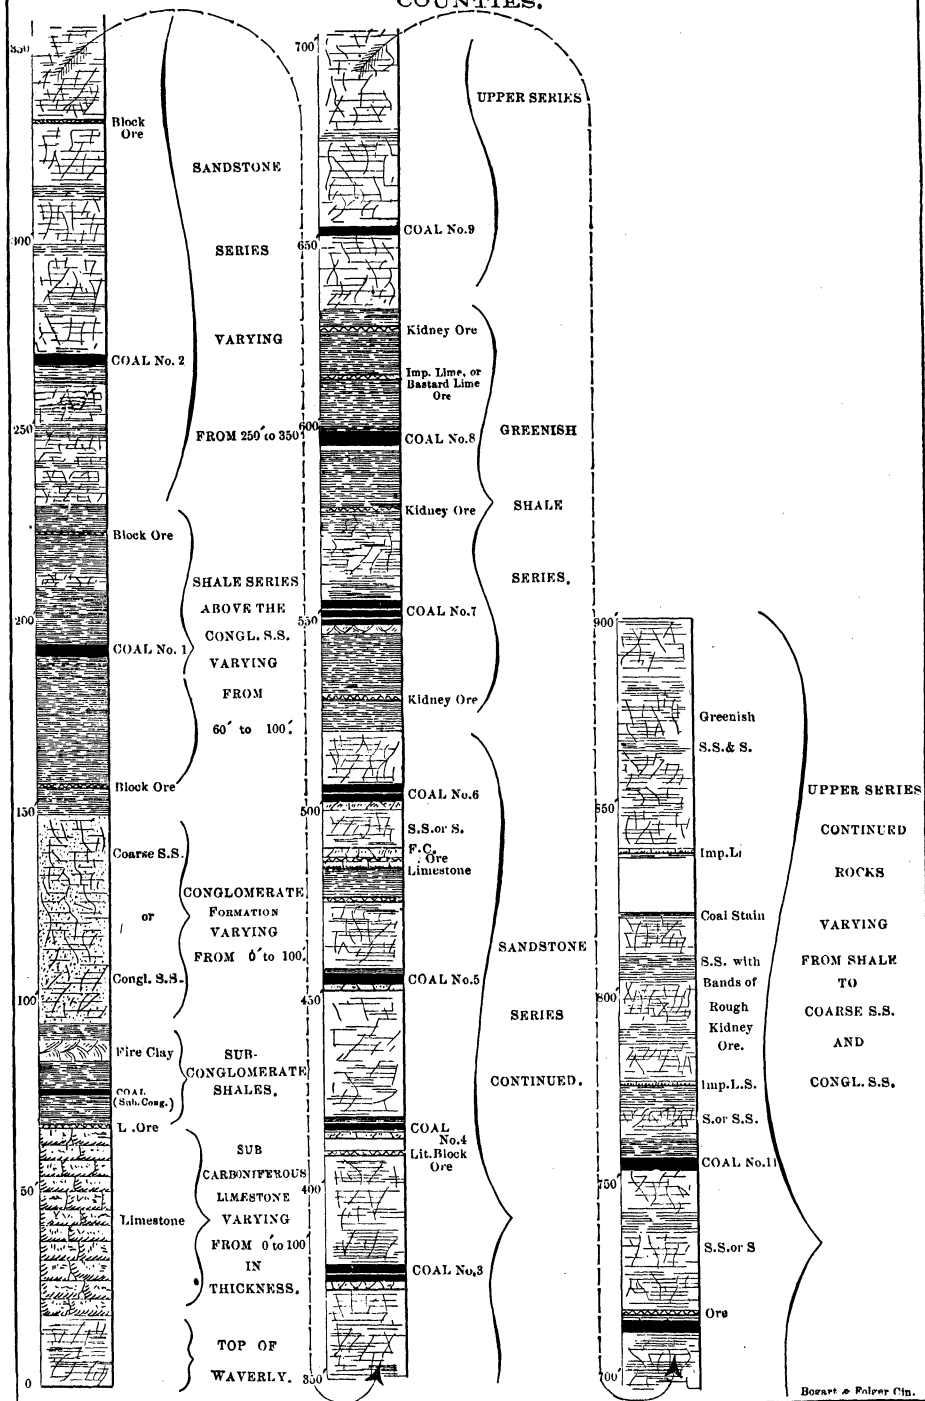 COUNTIES.
350
Block
Ore
SANDSTONE
300
SERIES
VARYING
COAL No. 2
250
FROM 250' to 350'
Block Ore
SHALE SERIES
ABOVE THE
200
CONGL. S.S.
COAL No. 1
VARYING
FROM
60' to 100'.
Block Ore
150
Coarse S.S.
CONGLOMERATE
FORMATION
or
VARYING
FROM 0' to 100'.
Congl. S.S.
100
Fire Clay
SUB-
CONGLOMERATE
SHALES.
COAL
(Sub. Cong.)
L. Ore
SUB
CARBONIFEROUS
50'
LIMESTONE
Limestone
VARYING
FROM 0' to 100'
IN
THICKNESS.
TOP OF
WAVERLY.
0
700
UPPER SERIES
COAL No. 9
650
Kidney Ore
Imp. Lime, or
Bastard Lime
Ore
600
GREENISH
COAL No. 8
SHALE
Kidney Ore
SERIES.
COAL No. 7
550
Kidney Ore
COAL No. 6
500
S.S. or S.
F.C.
Ore
Limestone
SANDSTONE
COAL No. 5
450
SERIES
CONTINUED.
COAL
No. 4
Lit. Block
Ore
400
COAL No. 3
350
900'
Greenish
S.S. & S.
UPPER SERIES
850
CONTINUED
Imp. L
ROCKS
Coal Stain
VARYING
S.S. with
FROM SHALE
Bands of
TO
800
Rough
COARSE S.S.
Kidney
Ore.
AND
Imp. L.S.
CONGL. S.S.
S. or S.S.
COAL No. 11
750
S.S. or S
Ore
700'
Bogart & Folger Cin.